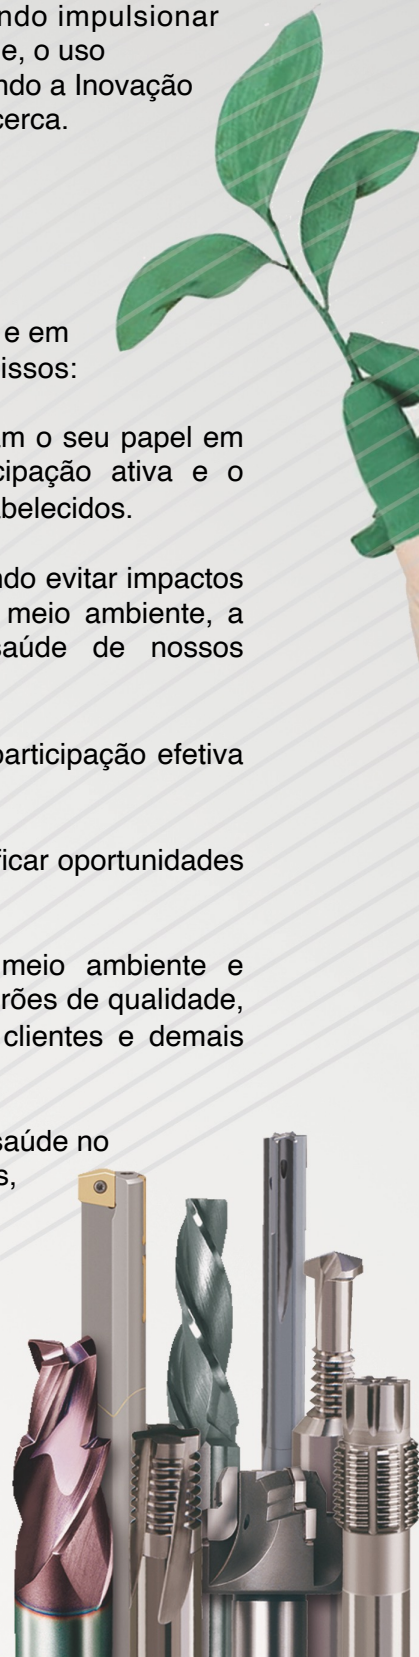 ndo impulsionar
e, o uso
ndo a Inovação
cerca.
e em
issos:
m o seu papel em
cipação ativa e o
belecidos.
ndo evitar impactos
meio ambiente, a
saúde de nossos
participação efetiva
ficar oportunidades
meio ambiente e
rões de qualidade,
clientes e demais
saúde no
s,